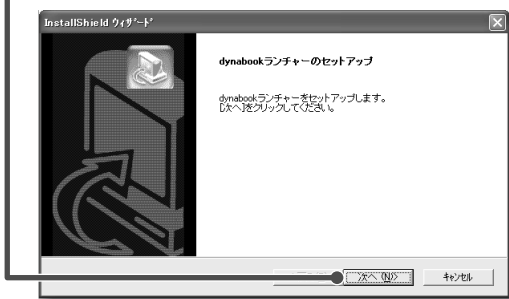 InstallShield ウィザード
dynabookランチャーのセットアップ
dynabookランチャーをセットアップします。
[次へ]をクリックしてください。
次へ(N)>
キャンセル